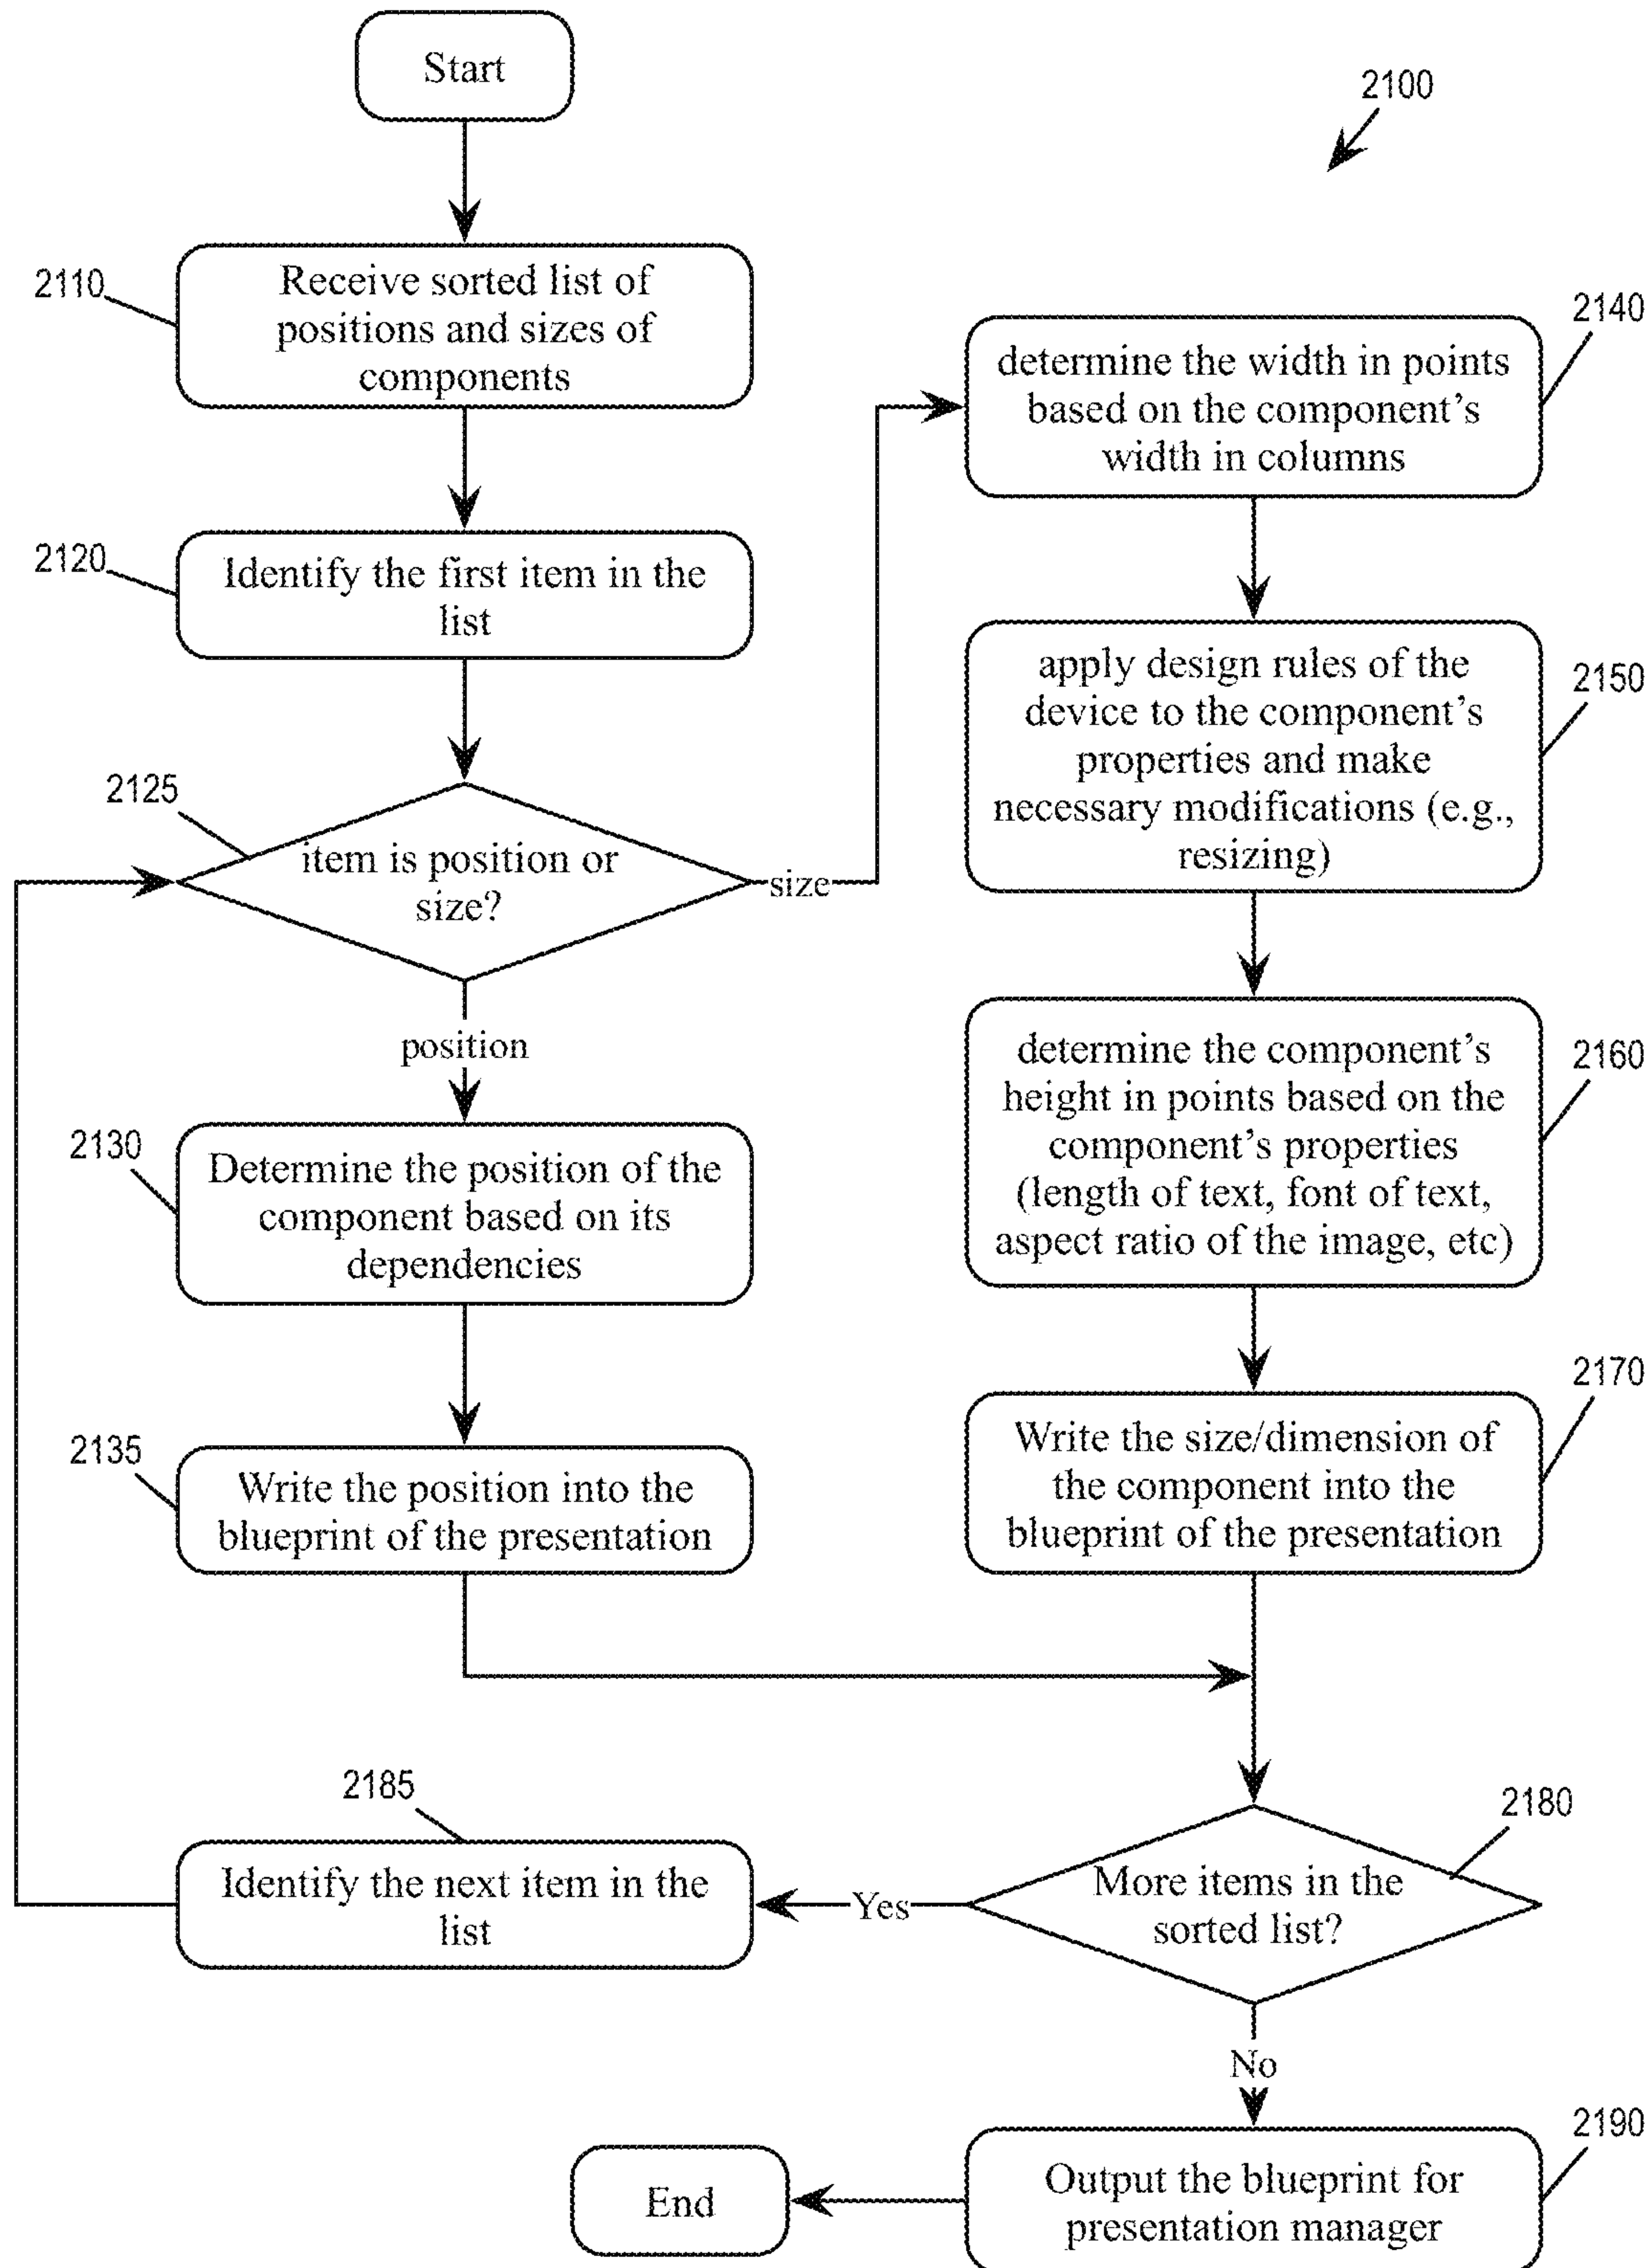 Start
2100
2110
Receive sorted list of
positions and sizes of
components
2120
Identify the first item in the
list
2125
item is position or
size?
size
position
2130
Determine the position of the
component based on its
dependencies
2135
Write the position into the
blueprint of the presentation
2140
determine the width in points
based on the component's
width in columns
2150
apply design rules of the
device to the component's
properties and make
necessary modifications (e.g.,
resizing)
2160
determine the component's
height in points based on the
component's properties
(length of text, font of text,
aspect ratio of the image, etc)
2170
Write the size/dimension of
the component into the
blueprint of the presentation
2180
More items in the
sorted list?
Yes
2185
Identify the next item in the
list
No
2190
Output the blueprint for
presentation manager
End